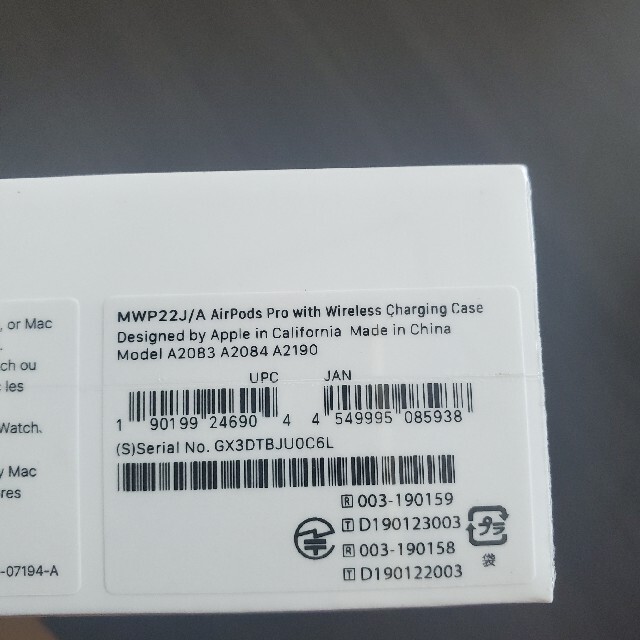 , or Mac
ch ou
les
Watch.
y Mac
res
-07194-A
MWP22J/A AirPods Pro with Wireless Charging Case
Designed by Apple in California Made in China
Model A2083 A2084 A2190
UPC JAN
1 90199 24690 4 4 549995 085938
(S)Serial No. GX3DTBJU0C6L
R 003-190159
T D190123003
R 003-190158
T D190122003
プラ
袋